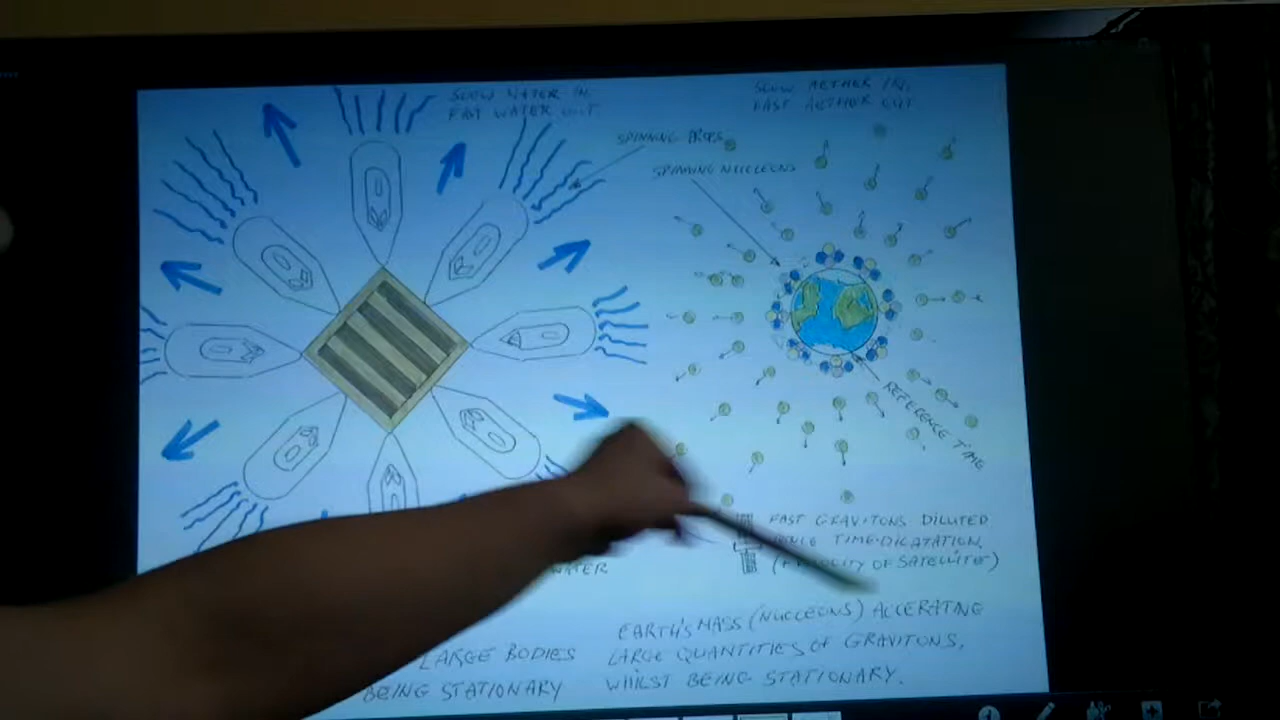 SLOW WATER IN
FAST WATER OUT.
SLOW AETHER IN,
FAST AETHER OUT
SPINNING PROPS
SPINNING NUCLEONS
REFERENCE TIME
FAST GRAVITONS DILUTED
TIME-DILATATION.
OF SATELLITE)
WATER
EARTH'S MASS (NUCLEONS) ACCERATING
LARGE QUANTITIES OF GRAVITONS,
WHILST BEING STATIONARY.
LARGE BODIES
BEING STATIONARY